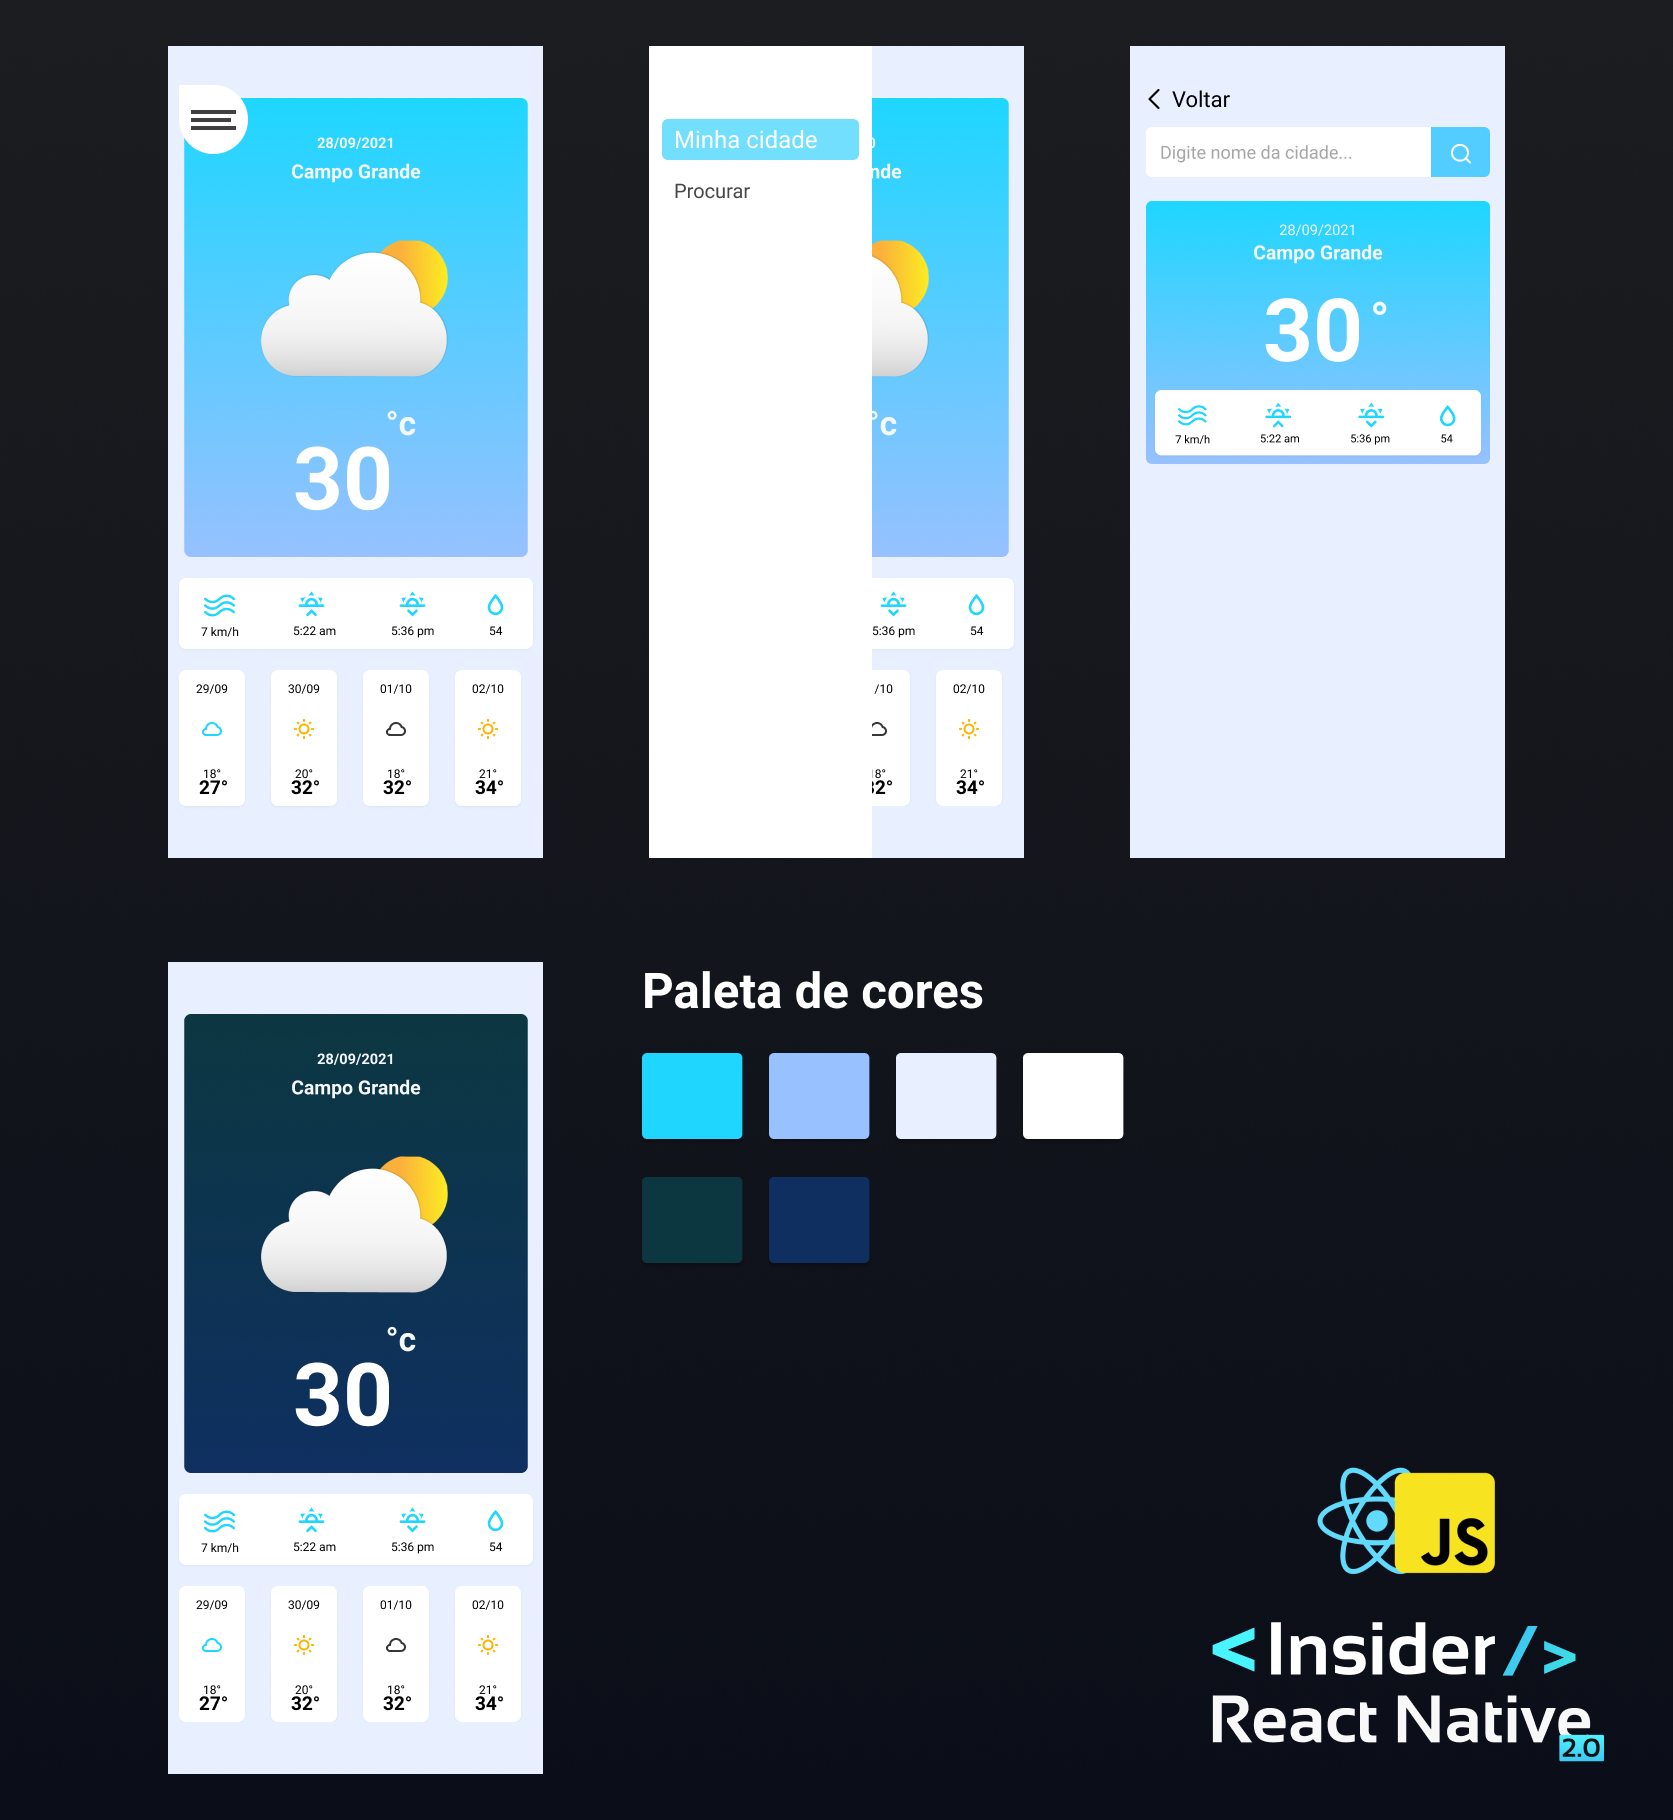 28/09/2021
Campo Grande
°c
30
7 km/h 5:22 am 5:36 pm 54
29/09 30/09 01/10 02/10
18° 20° 18° 21°
27° 32° 32° 34°
Minha cidade
Procurar
nde
°c
5:36 pm 54
/10 02/10
18° 21°
32° 34°
Voltar
Digite nome da cidade...
28/09/2021
Campo Grande
30°
7 km/h 5:22 am 5:36 pm 54
28/09/2021
Campo Grande
°c
30
7 km/h 5:22 am 5:36 pm 54
29/09 30/09 01/10 02/10
18° 20° 18° 21°
27° 32° 32° 34°
Paleta de cores
JS
<Insider/>
React Native
2.0